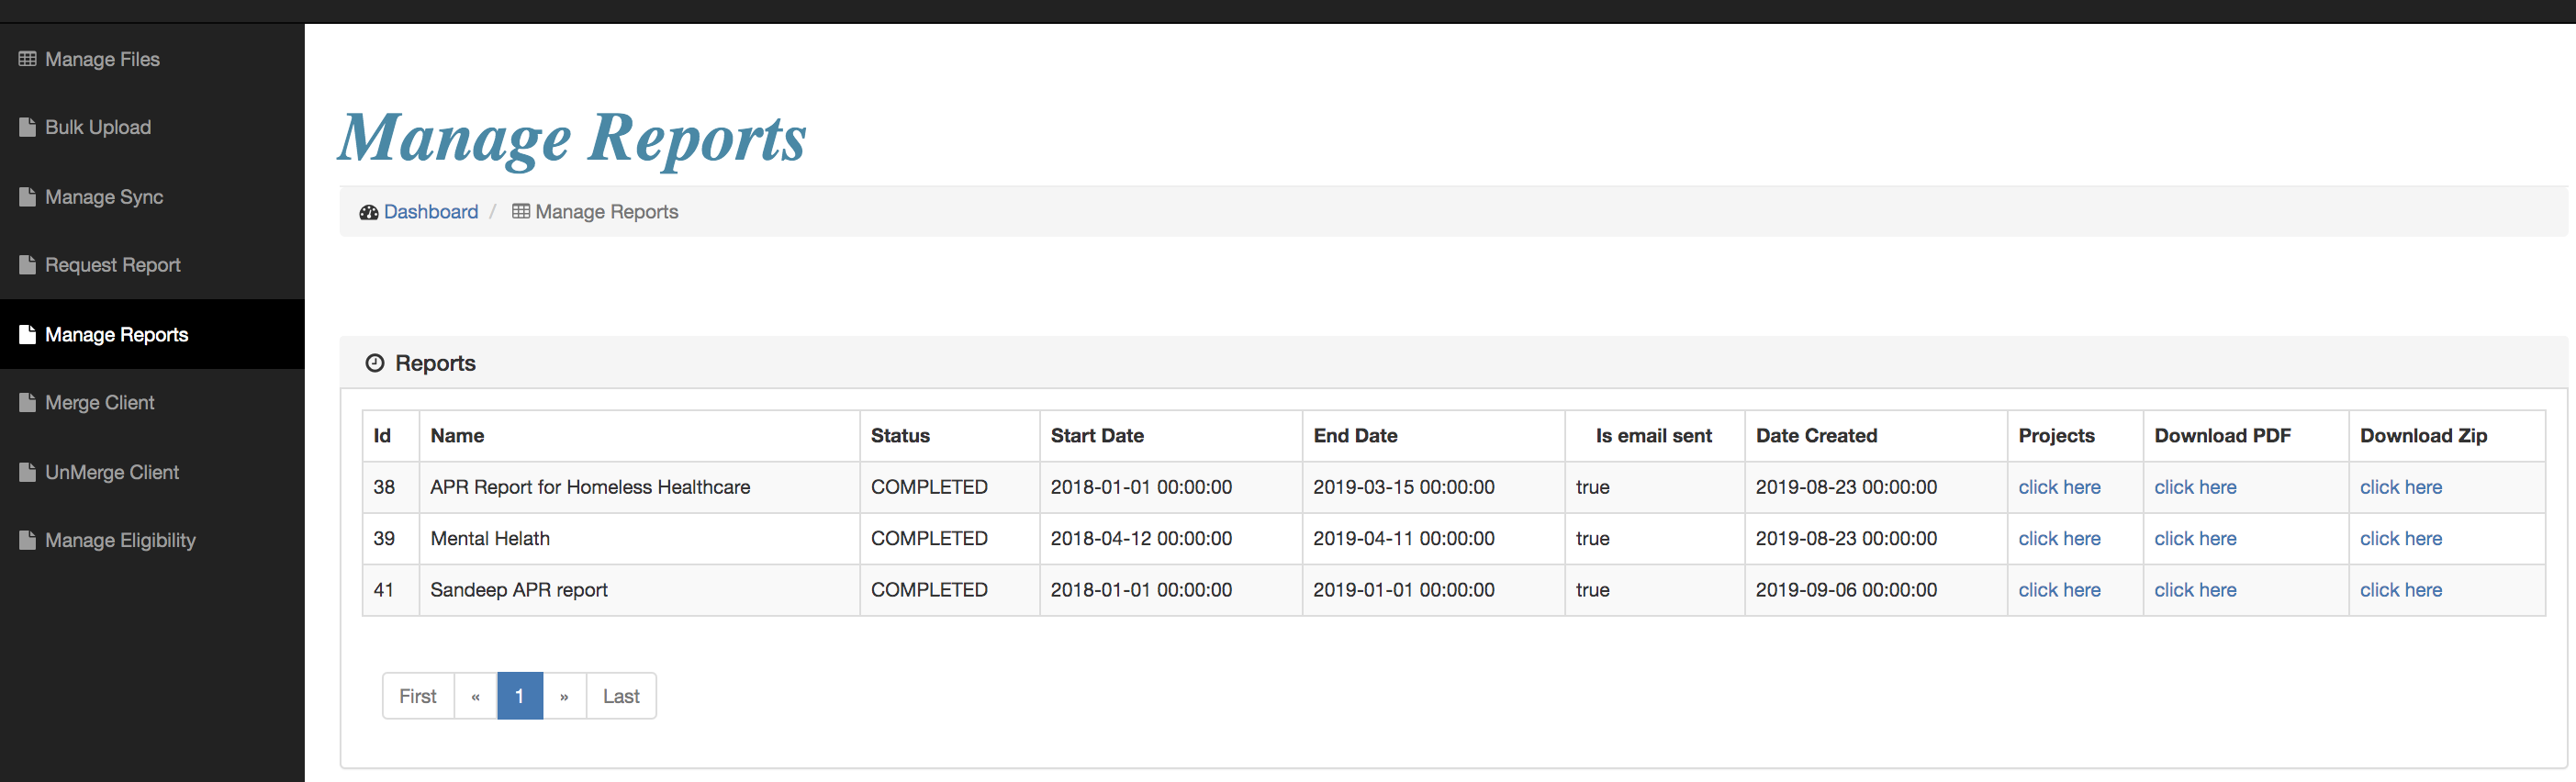 Manage Files
Bulk Upload
Manage Sync
Request Report
Manage Reports
Merge Client
UnMerge Client
Manage Eligibility
Manage Reports
Dashboard / Manage Reports
Reports
Id Name Status Start Date End Date Is email sent Date Created Projects Download PDF Download Zip
38 APR Report for Homeless Healthcare COMPLETED 2018-01-01 00:00:00 2019-03-15 00:00:00 true 2019-08-23 00:00:00 click here click here click here
39 Mental Helath COMPLETED 2018-04-12 00:00:00 2019-04-11 00:00:00 true 2019-08-23 00:00:00 click here click here click here
41 Sandeep APR report COMPLETED 2018-01-01 00:00:00 2019-01-01 00:00:00 true 2019-09-06 00:00:00 click here click here click here
First « 1 » Last